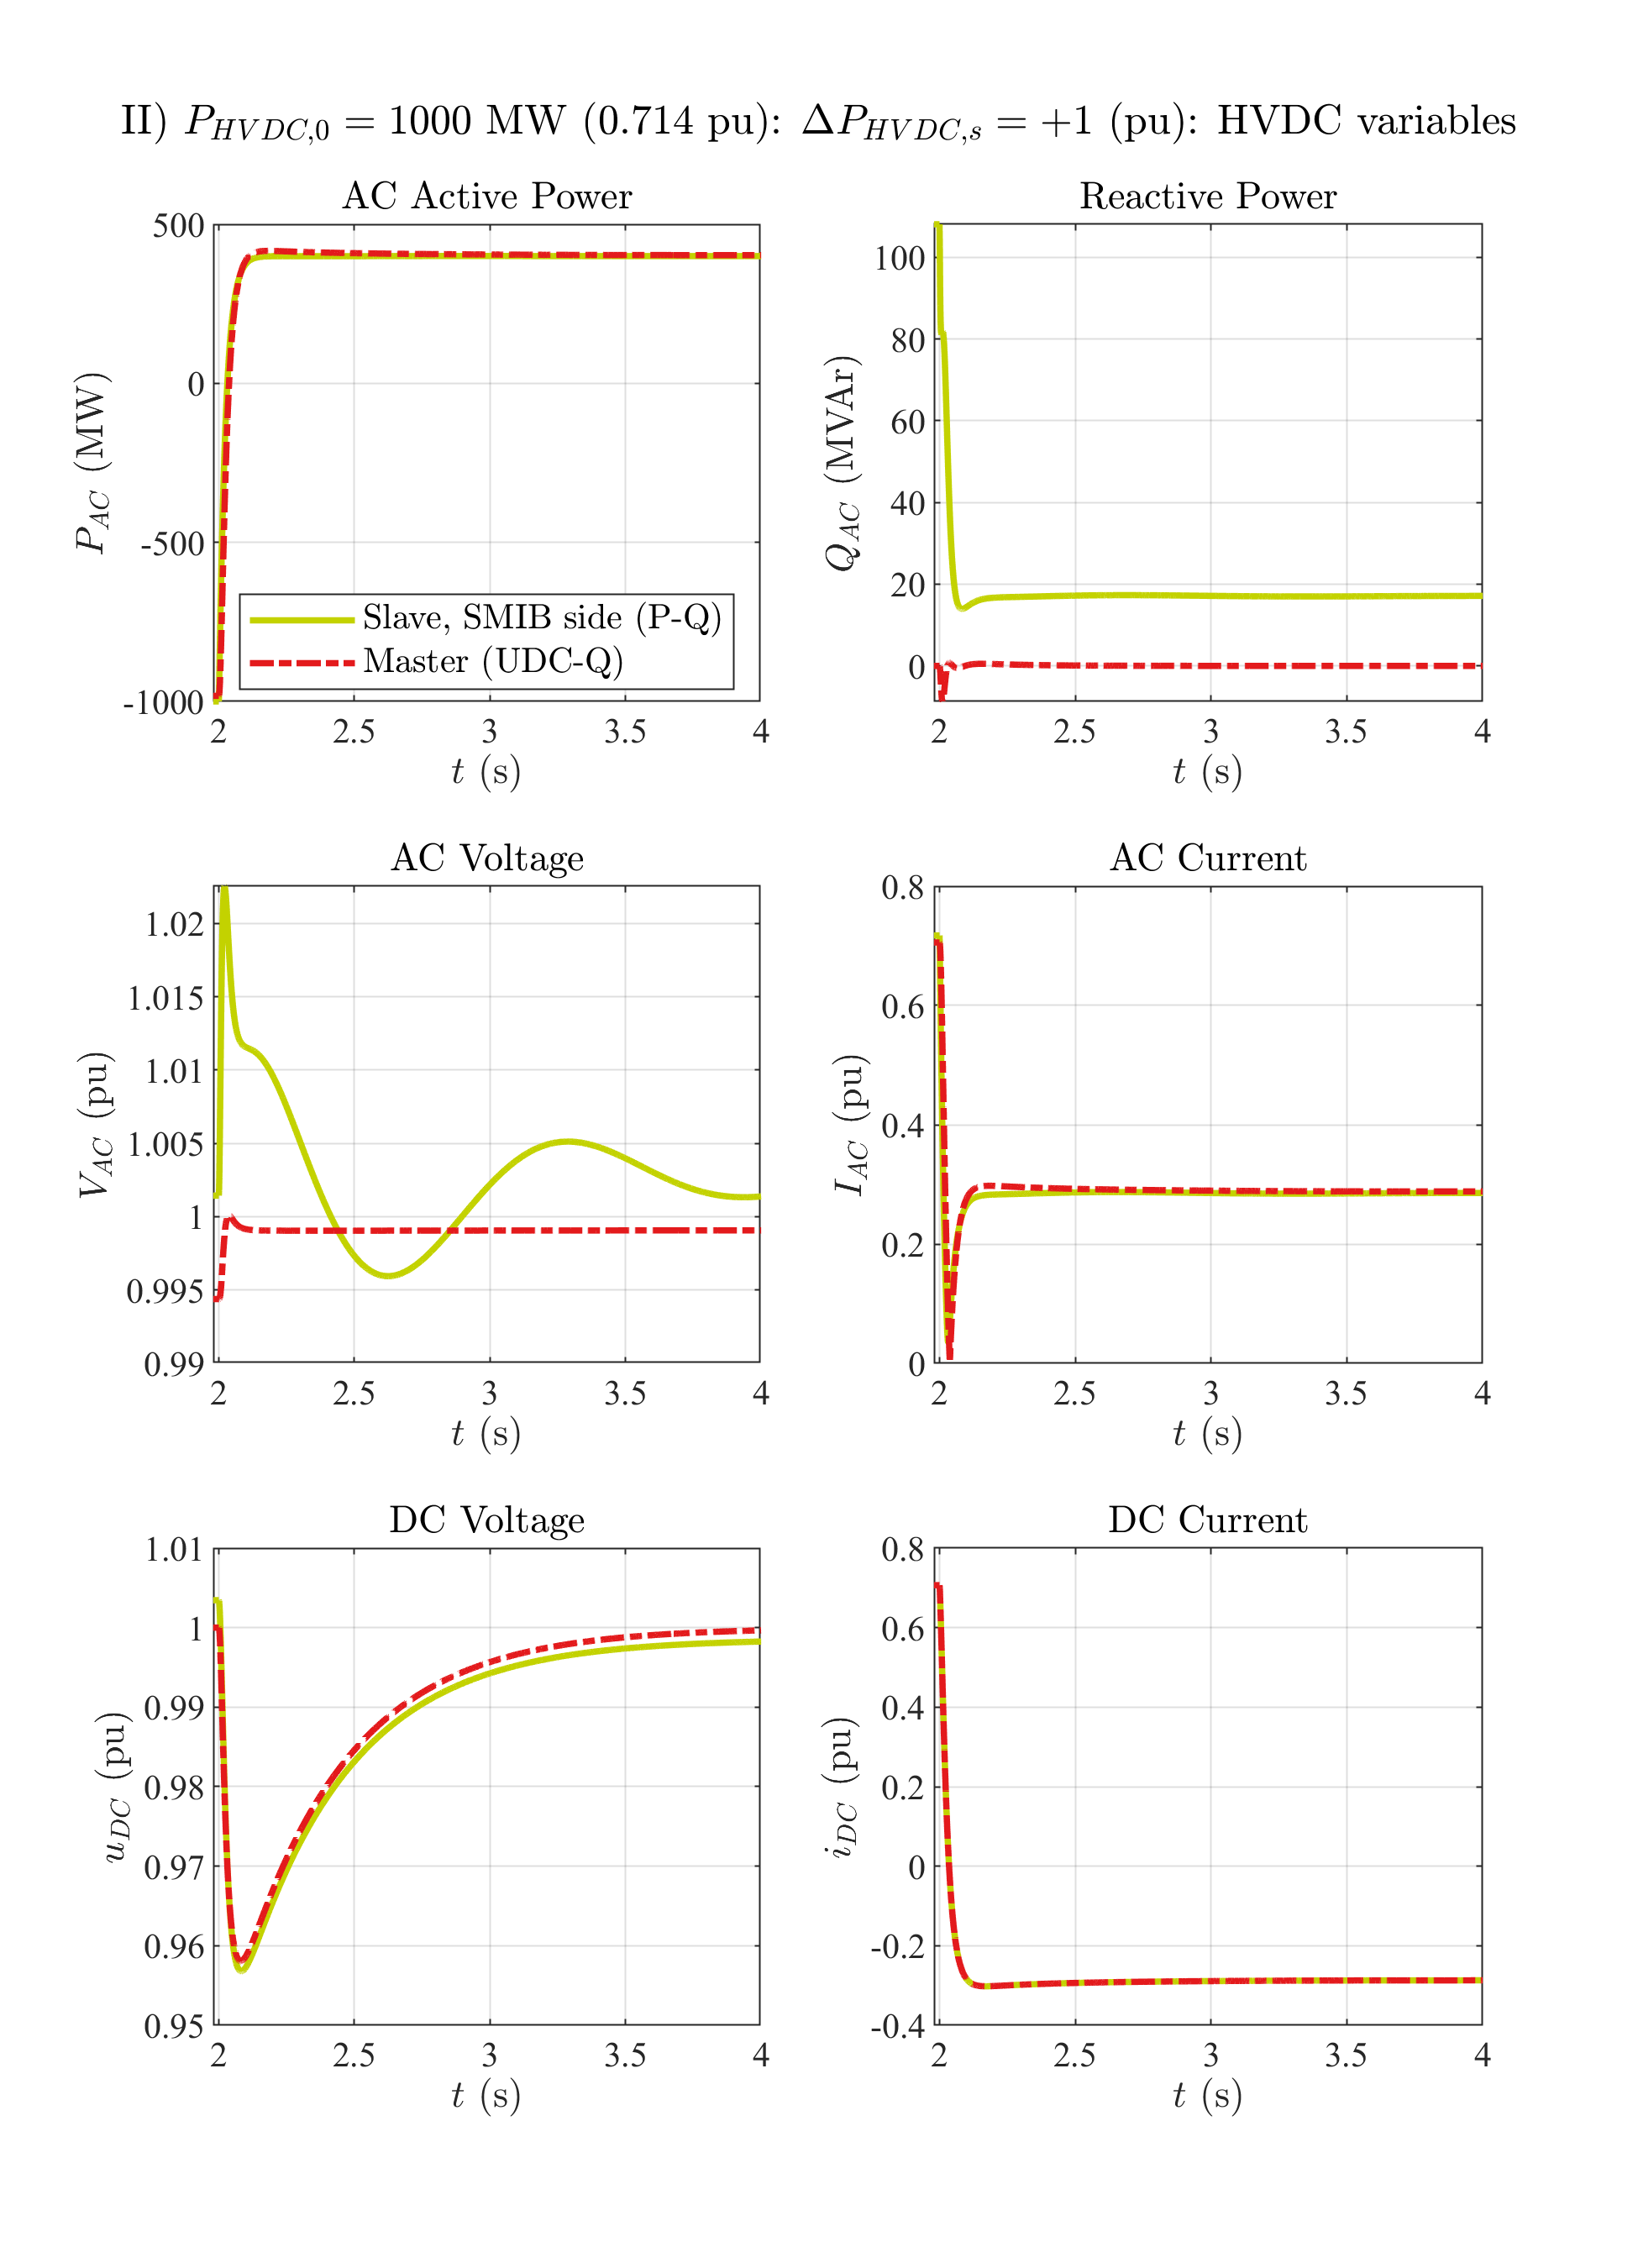 II) P_{HVDC,0} = 1000 MW (0.714 pu): ΔP_{HVDC,s} = +1 (pu): HVDC variables
AC Active Power
500
0
-500
-1000
P_{AC} (MW)
Slave, SMIB side (P-Q)
Master (UDC-Q)
2 2.5 3 3.5 4
t (s)
Reactive Power
100
80
60
40
20
0
Q_{AC} (MVAr)
2 2.5 3 3.5 4
t (s)
AC Voltage
1.02
1.015
1.01
1.005
1
0.995
0.99
V_{AC} (pu)
2 2.5 3 3.5 4
t (s)
AC Current
0.8
0.6
0.4
0.2
0
I_{AC} (pu)
2 2.5 3 3.5 4
t (s)
DC Voltage
1.01
1
0.99
0.98
0.97
0.96
0.95
u_{DC} (pu)
2 2.5 3 3.5 4
t (s)
DC Current
0.8
0.6
0.4
0.2
0
-0.2
-0.4
i_{DC} (pu)
2 2.5 3 3.5 4
t (s)